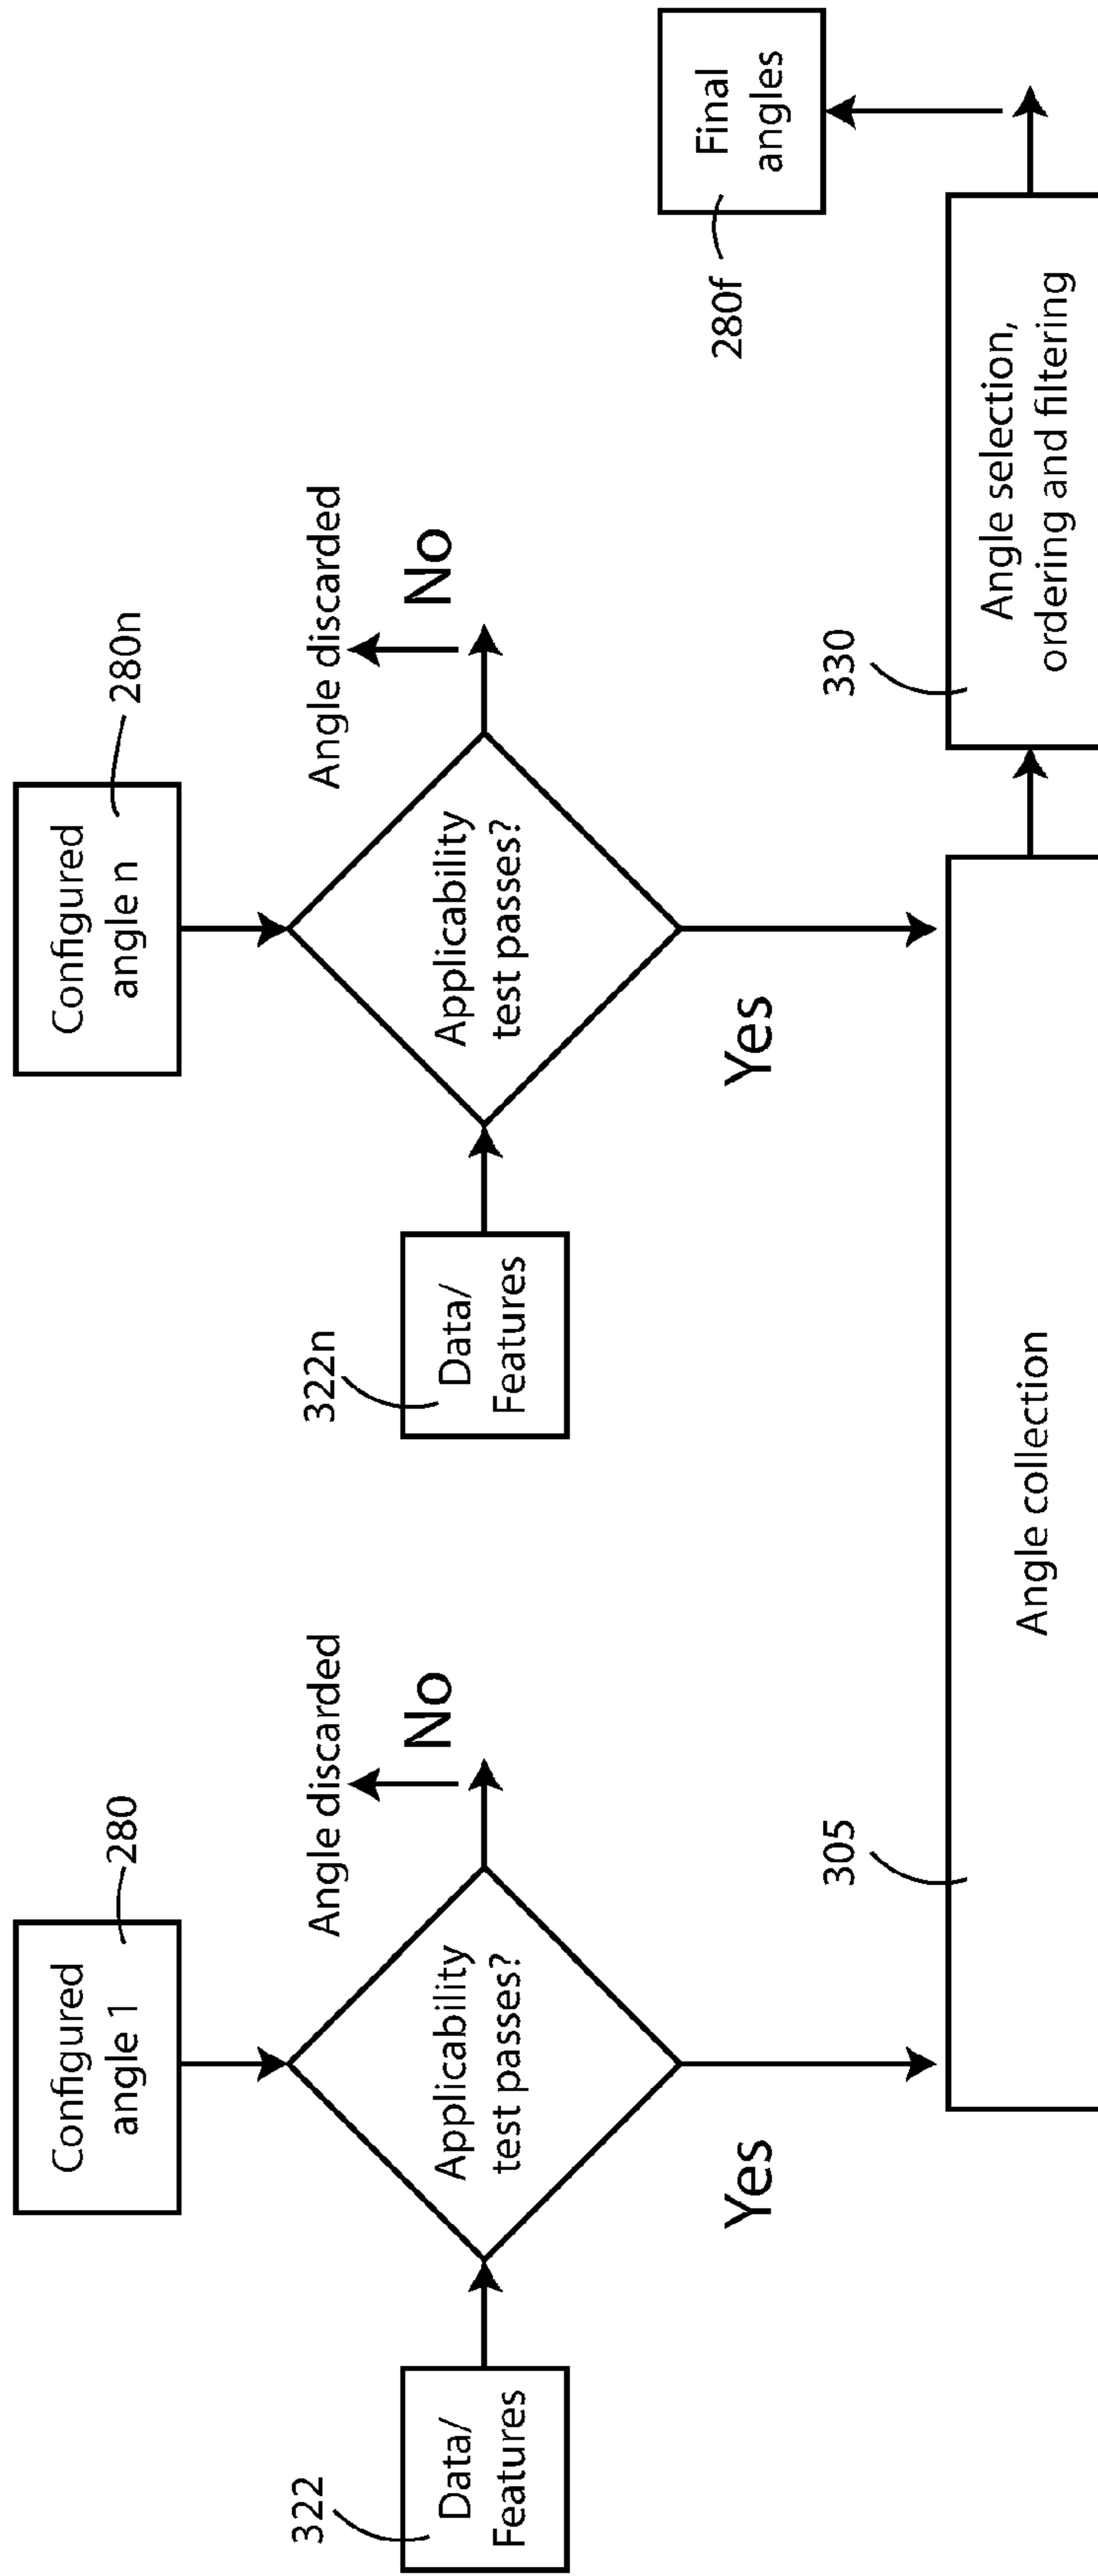 Configured
angle 1
280
322
Data/
Features
Applicability
test passes?
Angle discarded
No
Yes
Configured
angle n
280n
322n
Data/
Features
Applicability
test passes?
Angle discarded
No
Yes
305
Angle collection
330
Angle selection,
ordering and filtering
280f
Final
angles